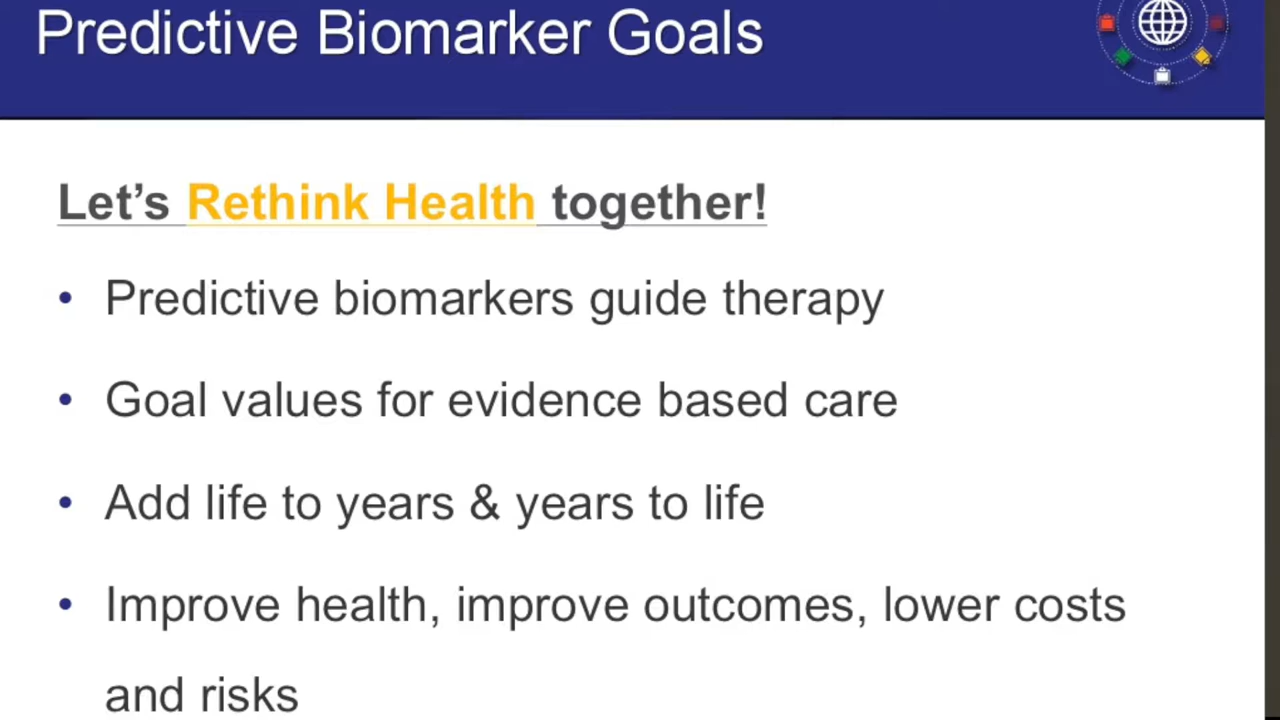 Predictive Biomarker Goals
Let’s Rethink Health together!
• Predictive biomarkers guide therapy
• Goal values for evidence based care
• Add life to years & years to life
• Improve health, improve outcomes, lower costs
and risks